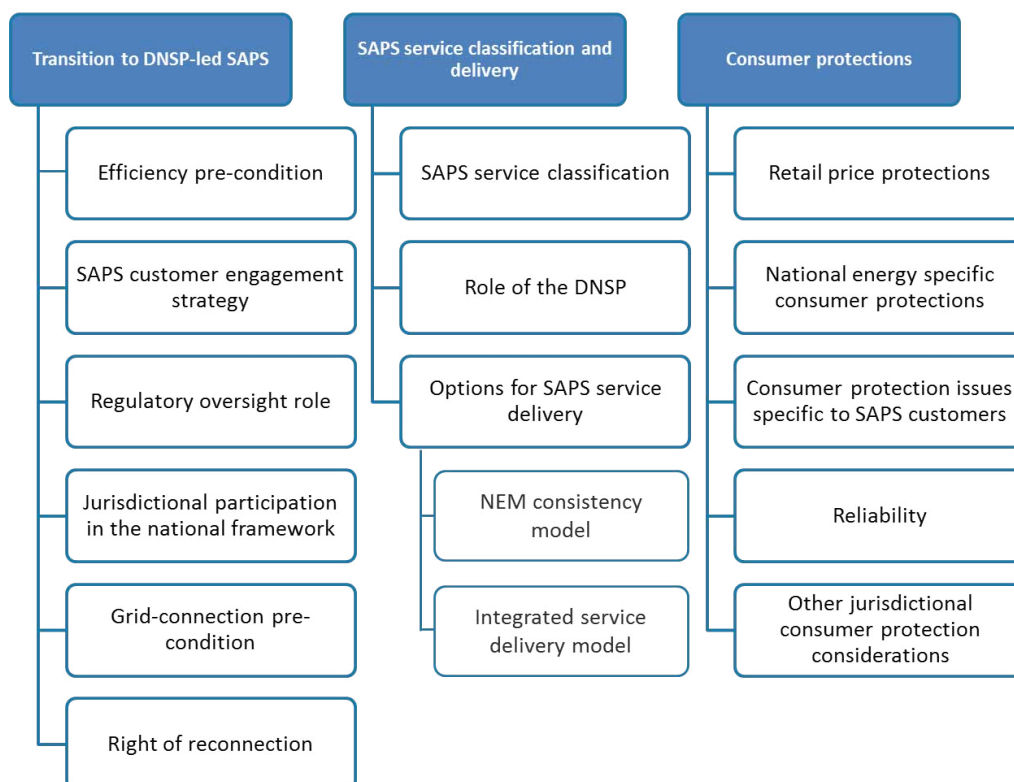 Transition to DNSP-led SAPS
Efficiency pre-condition
SAPS customer engagement
strategy
Regulatory oversight role
Jurisdictional participation
in the national framework
Grid-connection pre-
condition
Right of reconnection
SAPS service classification and
delivery
SAPS service classification
Role of the DNSP
Options for SAPS service
delivery
NEM consistency
model
Integrated service
delivery model
Consumer protections
Retail price protections
National energy specific
consumer protections
Consumer protection issues
specific to SAPS customers
Reliability
Other jurisdictional
consumer protection
considerations